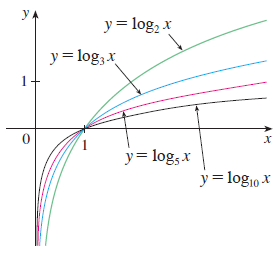 y
y = log₂ x
y = log₃ x
1
0
1
x
y = log₅ x
y = log₁₀ x